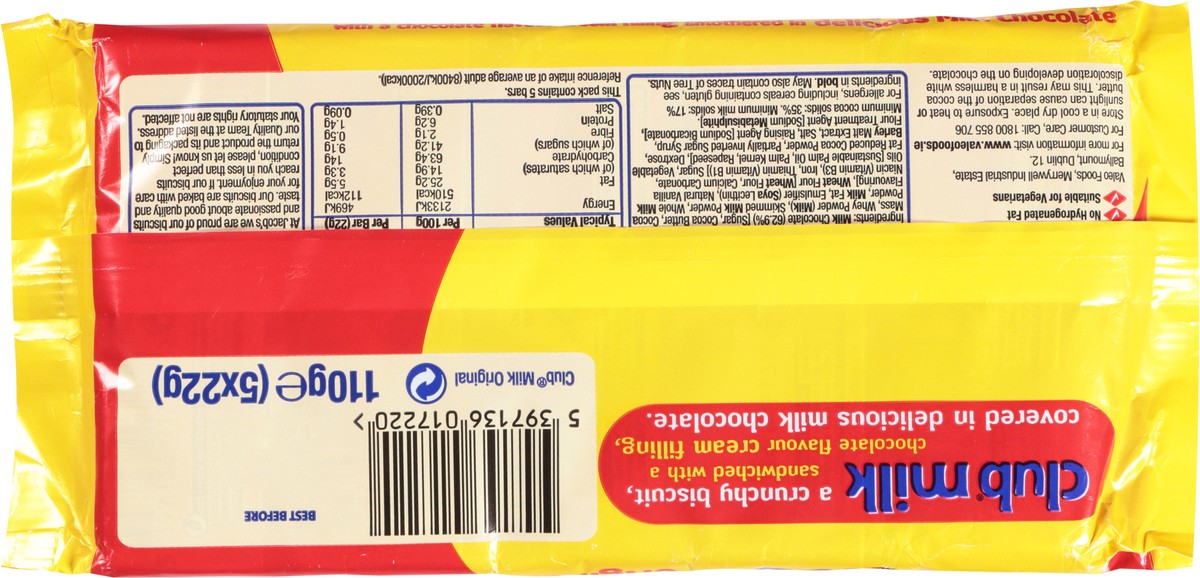 club milk
a crunchy biscuit,
sandwiched with a
chocolate flavour cream filling,
covered in delicious milk chocolate.
BEST BEFORE
5 397136 017220 >
Club® Milk Original
110g℮ (5x22g)
No Hydrogenated Fat
Suitable for Vegetarians
Valeo Foods, Merrywell Industrial Estate,
Ballymount, Dublin 12.
For more information visit: www.valeofoods.ie
For Customer Care, Call: 1800 855 706
Store in a cool dry place. Exposure to heat or
sunlight can cause separation of the cocoa
butter. This may result in a harmless white
discoloration developing on the chocolate.
Ingredients: Milk Chocolate (62.9%) [Sugar, Cocoa Butter, Cocoa
Mass, Whey Powder (Milk), Skimmed Milk Powder, Whole Milk
Powder, Milk Fat, Emulsifier (Soya Lecithin), Natural Vanilla
Flavouring], Wheat Flour [Wheat Flour, Calcium Carbonate,
Niacin (Vitamin B3), Iron, Thiamin (Vitamin B1)] Sugar, Vegetable
Oils (Sustainable Palm Oil, Palm Kernel, Rapeseed), Dextrose,
Fat Reduced Cocoa Powder, Partially Inverted Sugar Syrup,
Barley Malt Extract, Salt, Raising Agent (Sodium Bicarbonate),
Flour Treatment Agent [Sodium Metabisulphite].
Minimum cocoa solids: 35%. Minimum milk solids: 17%
For allergens, including cereals containing gluten, see
ingredients in bold. May also contain traces of Tree Nuts.
Typical Values Per 100g Per Bar (22g)
Energy 2133kJ 469kJ
510kcal 112kcal
Fat 25.2g 5.5g
(of which saturates) 14.9g 3.3g
Carbohydrate 63.4g 14g
(of which sugars) 41.2g 9.1g
Fibre 2.1g 0.5g
Protein 6.2g 1.4g
Salt 0.39g 0.09g
This pack contains 5 bars.
Reference intake of an average adult (8400kJ/2000kcal).
At Jacob's we are proud of our biscuits
and passionate about good quality and
taste. Our biscuits are baked with care
for your enjoyment. If our biscuits
reach you in less than perfect
condition, please let us know! Simply
return the product and its packaging to
our Quality Team at the listed address.
Your statutory rights are not affected.
with a chocolate smothered in delicious Milk Chocolate